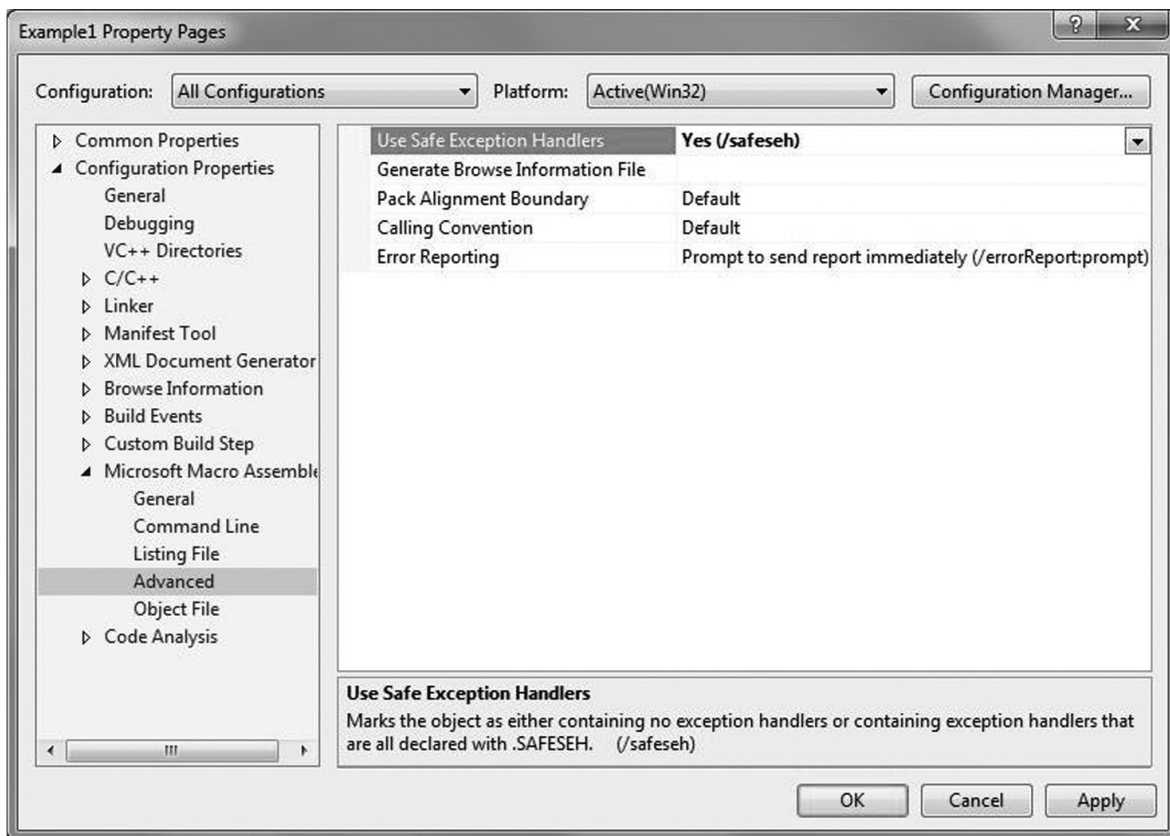 Example1 Property Pages
Configuration: All Configurations Platform: Active(Win32) Configuration Manager...
Common Properties
Configuration Properties
General
Debugging
VC++ Directories
C/C++
Linker
Manifest Tool
XML Document Generator
Browse Information
Build Events
Custom Build Step
Microsoft Macro Assemble
General
Command Line
Listing File
Advanced
Object File
Code Analysis
Use Safe Exception Handlers Yes (/safeseh)
Generate Browse Information File
Pack Alignment Boundary Default
Calling Convention Default
Error Reporting Prompt to send report immediately (/errorReport:prompt)
Use Safe Exception Handlers
Marks the object as either containing no exception handlers or containing exception handlers that
are all declared with .SAFESEH. (/safeseh)
OK Cancel Apply